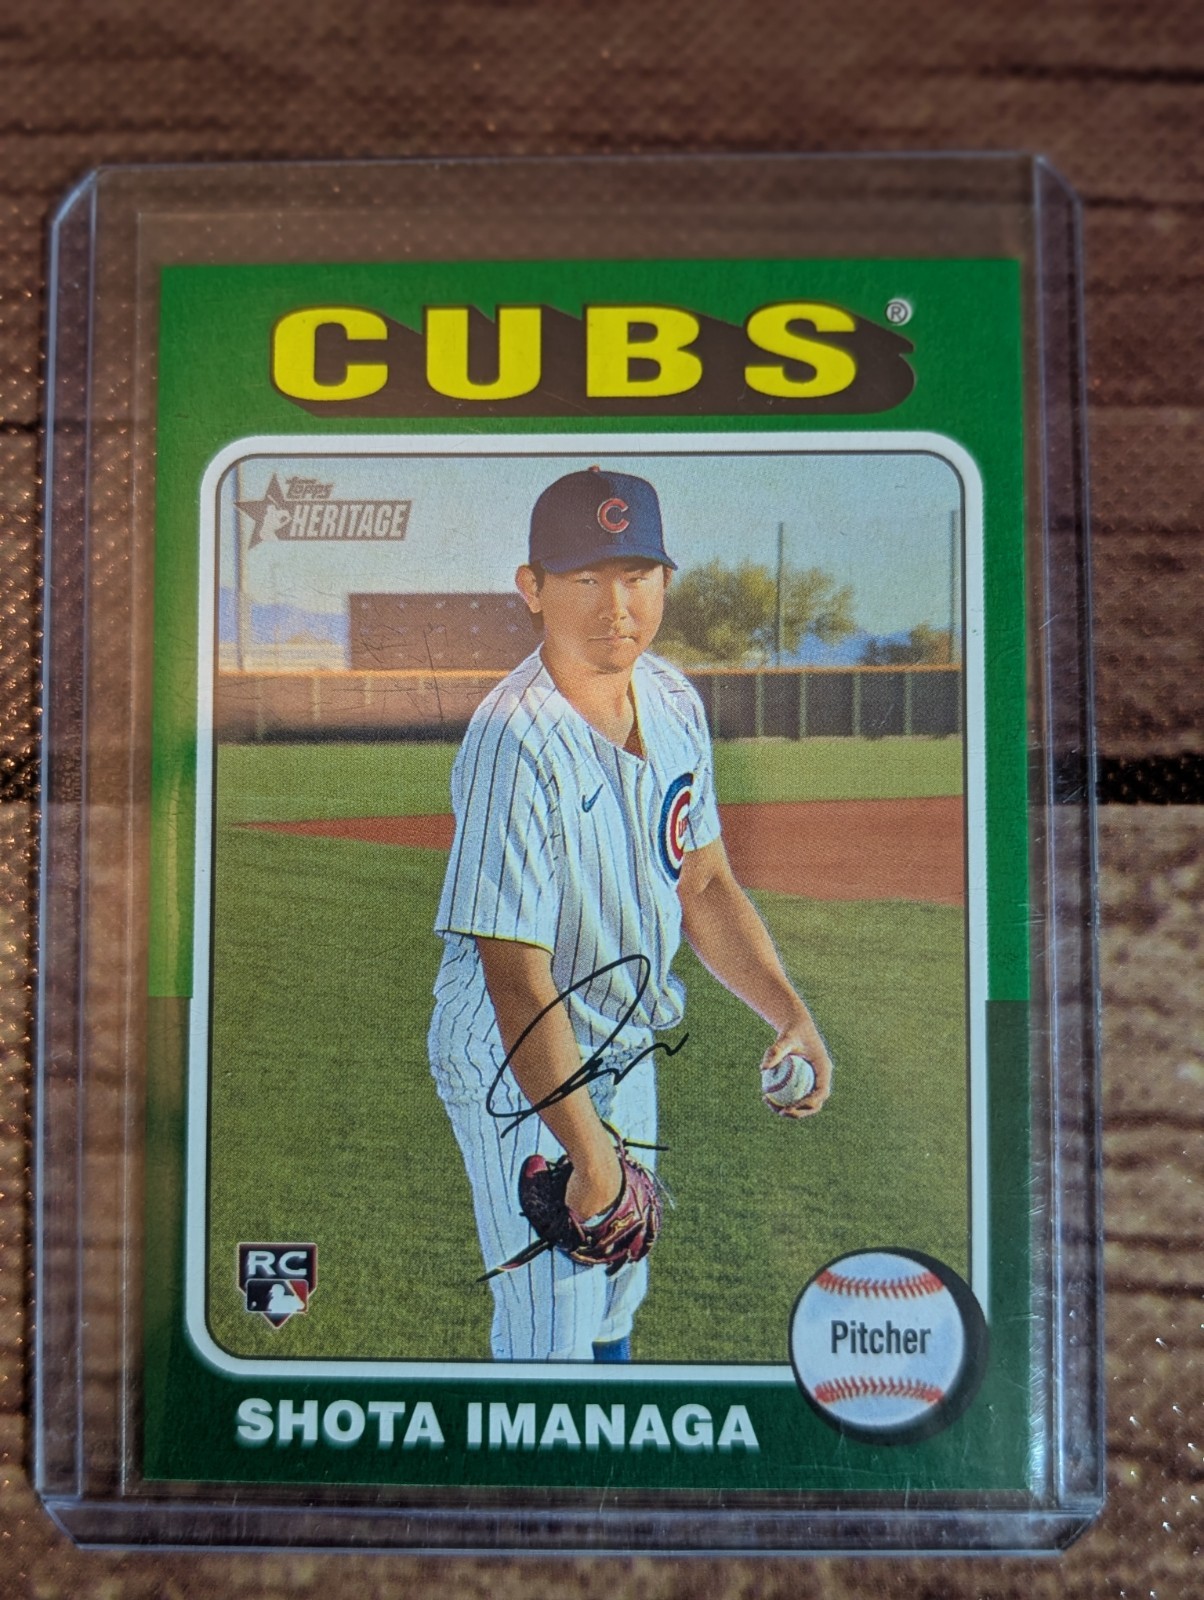 CUBS®
topps
HERITAGE
C
RC
Pitcher
SHOTA IMANAGA